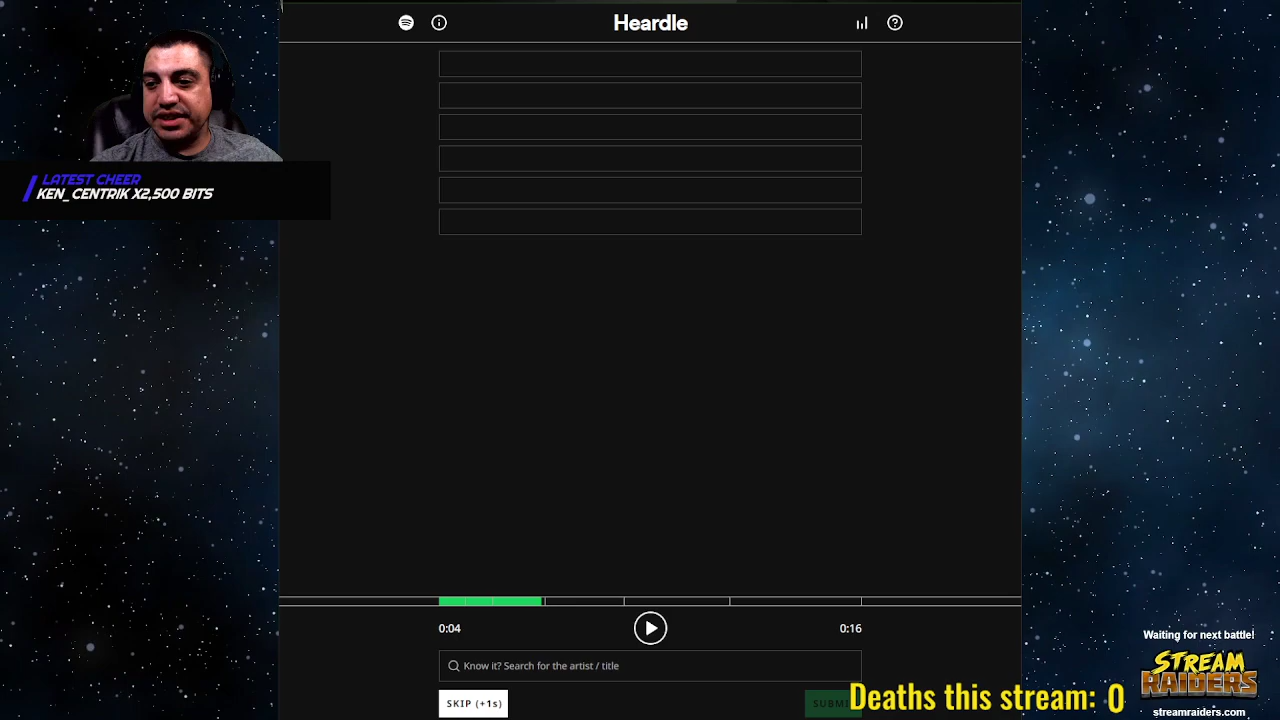 Heardle
LATEST CHEER
KEN_CENTRIK X2,500 BITS
0:04
0:16
Know it? Search for the artist / title
SKIP (+1s)
SUBMI
Deaths this stream: 0
Waiting for next battle!
STREAM
RAIDERS
streamraiders.com